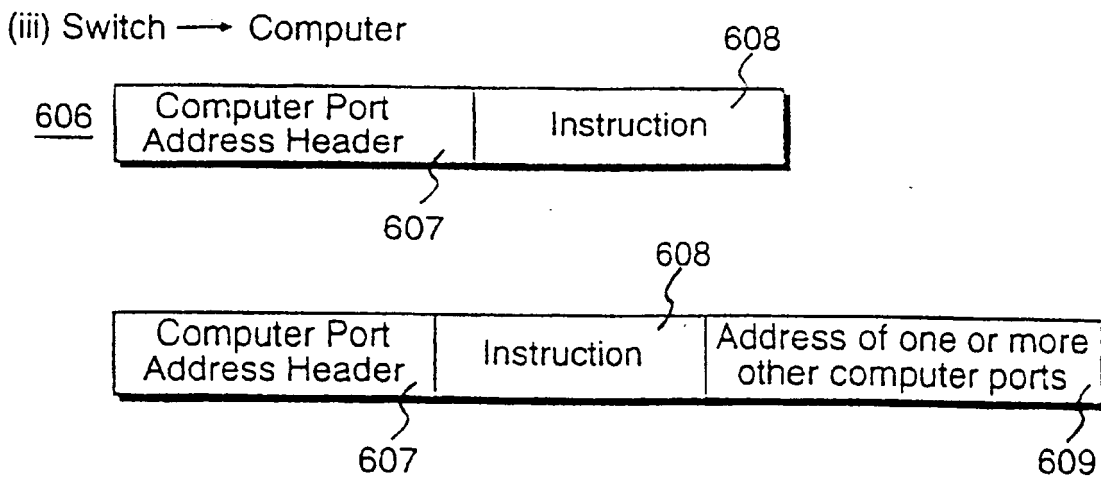 (iii) Switch → Computer
608
606
Computer Port
Address Header
Instruction
607
608
Computer Port
Address Header
Instruction
Address of one or more
other computer ports
607
609